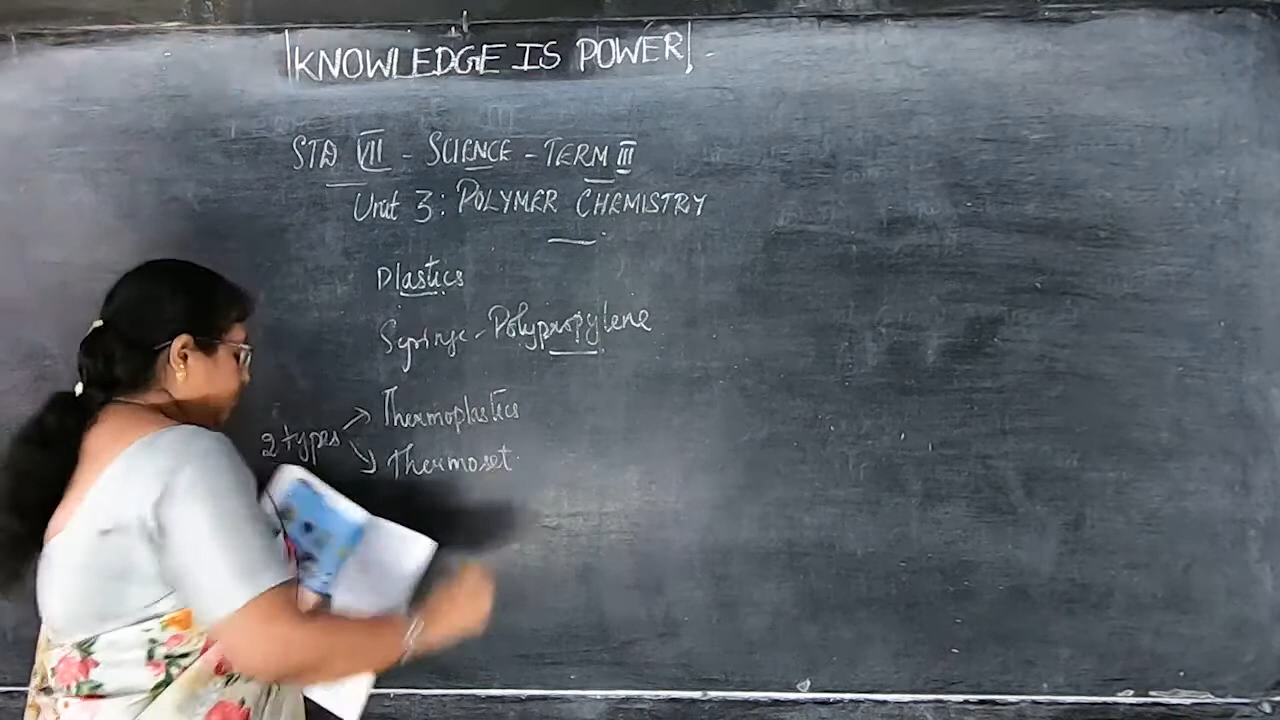 KNOWLEDGE IS POWER
STD VII - SCIENCE - TERM III
Unit 3: POLYMER CHEMISTRY
Plastics
Syringe - Polypropylene
2 types
Thermoplastics
Thermoset